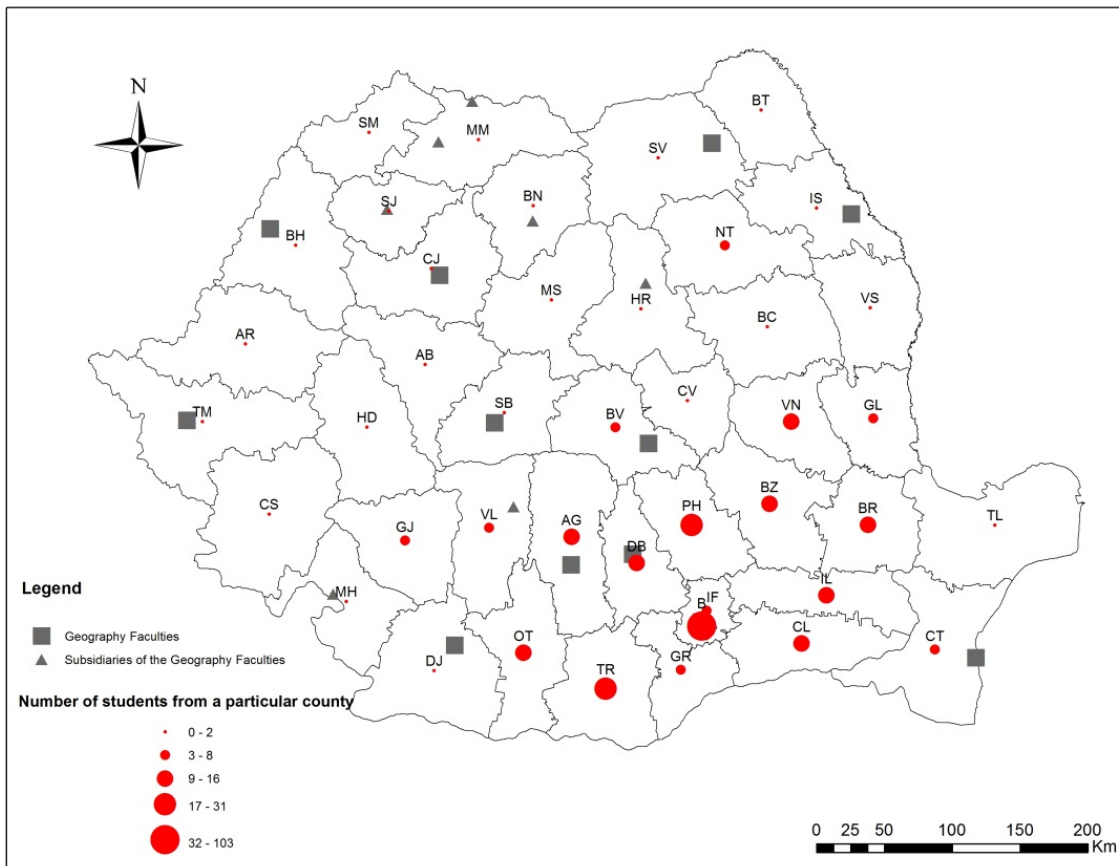 N
BT
SM
MM
SV
BN
SJ
IS
BH
NT
CJ
MS
HR
VS
BC
AR
AB
SB
CV
VN
GL
TM
HD
BV
CS
VL
GJ
AG
PH
BZ
BR
TL
DB
MH
IL
B
IF
OT
CL
CT
DJ
TR
GR
Legend
Geography Faculties
Subsidiaries of the Geography Faculties
Number of students from a particular county
0 - 2
3 - 8
9 - 16
17 - 31
32 - 103
0 25 50 100 150 200
Km